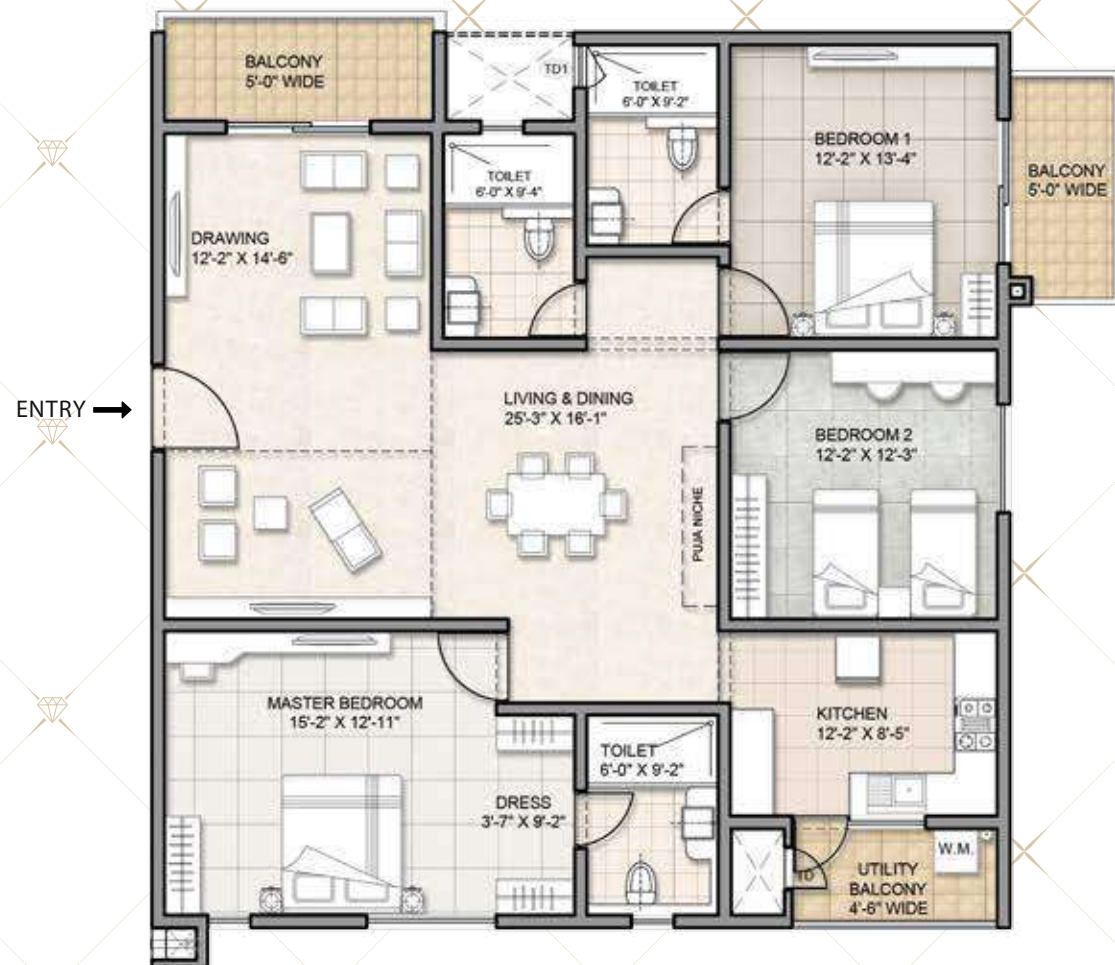 BALCONY
5'-0" WIDE
TD1
TOILET
6'-0" X 9'-2"
BEDROOM 1
12'-2" X 13'-4"
BALCONY
5'-0" WIDE
TOILET
6'-0" X 9'-4"
DRAWING
12'-2" X 14'-6"
ENTRY
LIVING & DINING
25'-3" X 16'-1"
BEDROOM 2
12'-2" X 12'-3"
PUJA NICHE
MASTER BEDROOM
15'-2" X 12'-11"
KITCHEN
12'-2" X 8'-5"
TOILET
6'-0" X 9'-2"
DRESS
3'-7" X 9'-2"
W.M.
TD
UTILITY
BALCONY
4'-6" WIDE